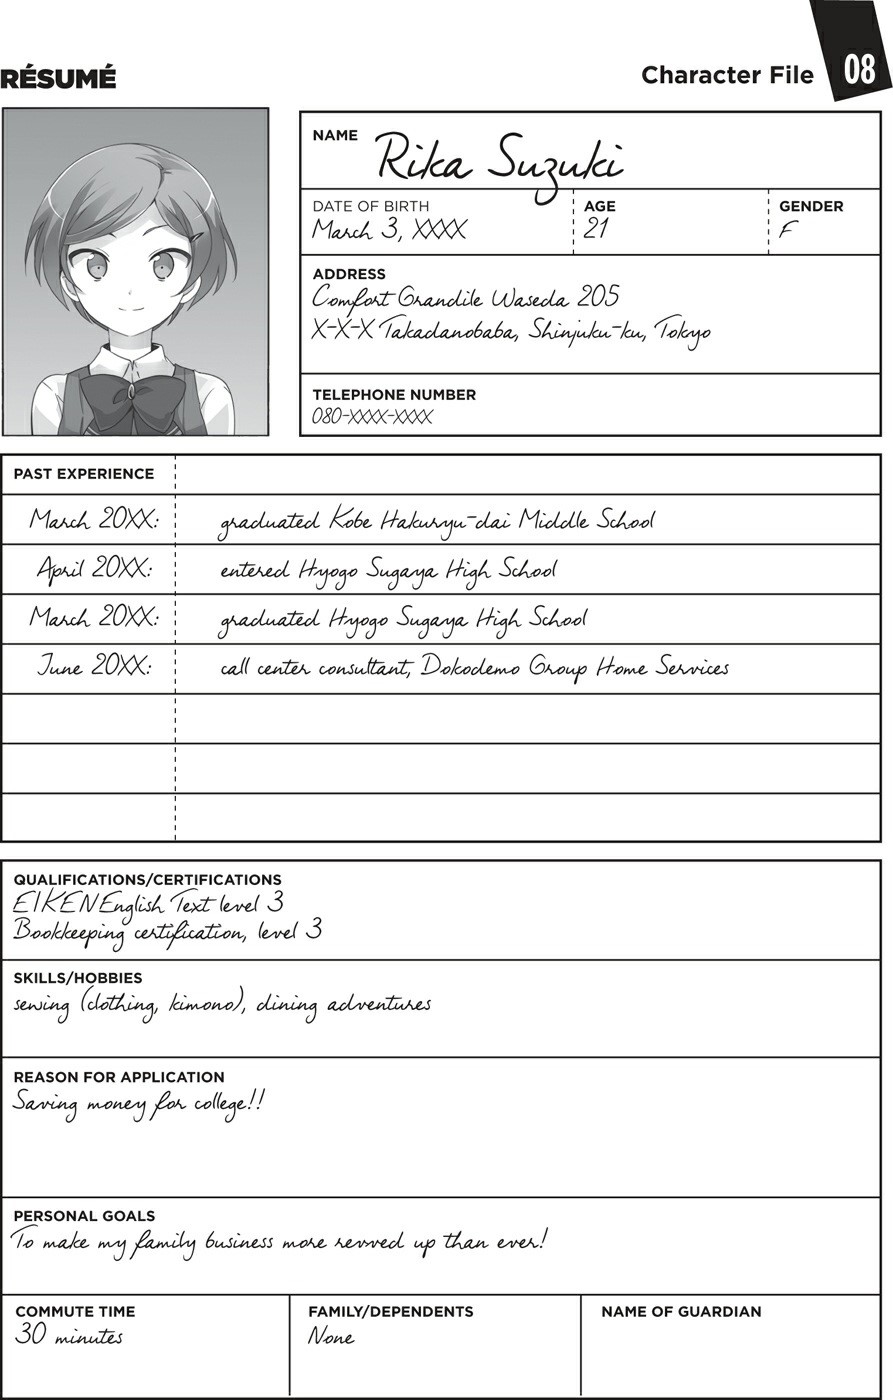 RÉSUMÉ
Character File 08
NAME Rika Suzuki
DATE OF BIRTH AGE GENDER
March 3, XXXX 21 F
ADDRESS
Comfort Grandile Waseda 205
X-X-X Takadanobaba, Shinjuku-ku, Tokyo
TELEPHONE NUMBER
080-XXXX-XXXX
PAST EXPERIENCE
March 20XX: graduated Kobe Hakuryu-dai Middle School
April 20XX: entered Hyogo Sugaya High School
March 20XX: graduated Hyogo Sugaya High School
June 20XX: call center consultant, Dokodemo Group Home Services
QUALIFICATIONS/CERTIFICATIONS
EIKEN English Text level 3
Bookkeeping certification, level 3
SKILLS/HOBBIES
sewing (clothing, kimono), dining adventures
REASON FOR APPLICATION
Saving money for college!!
PERSONAL GOALS
To make my family business more revved up than ever!
COMMUTE TIME FAMILY/DEPENDENTS NAME OF GUARDIAN
30 minutes None